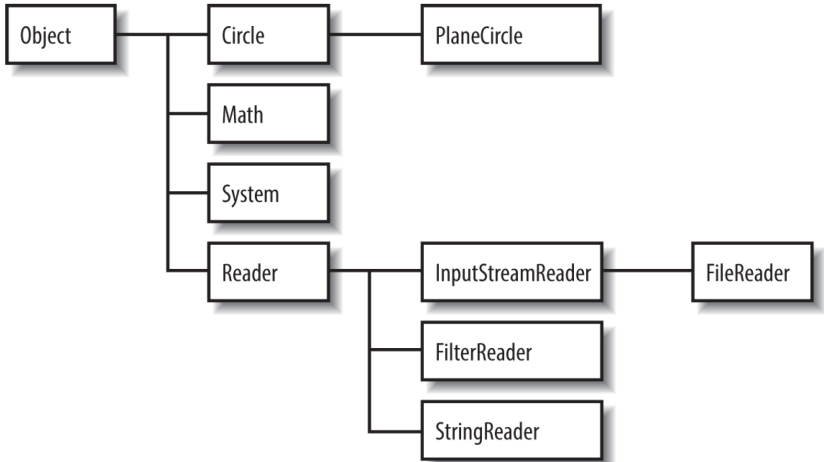 Object
Circle
PlaneCircle
Math
System
Reader
InputStreamReader
FileReader
FilterReader
StringReader